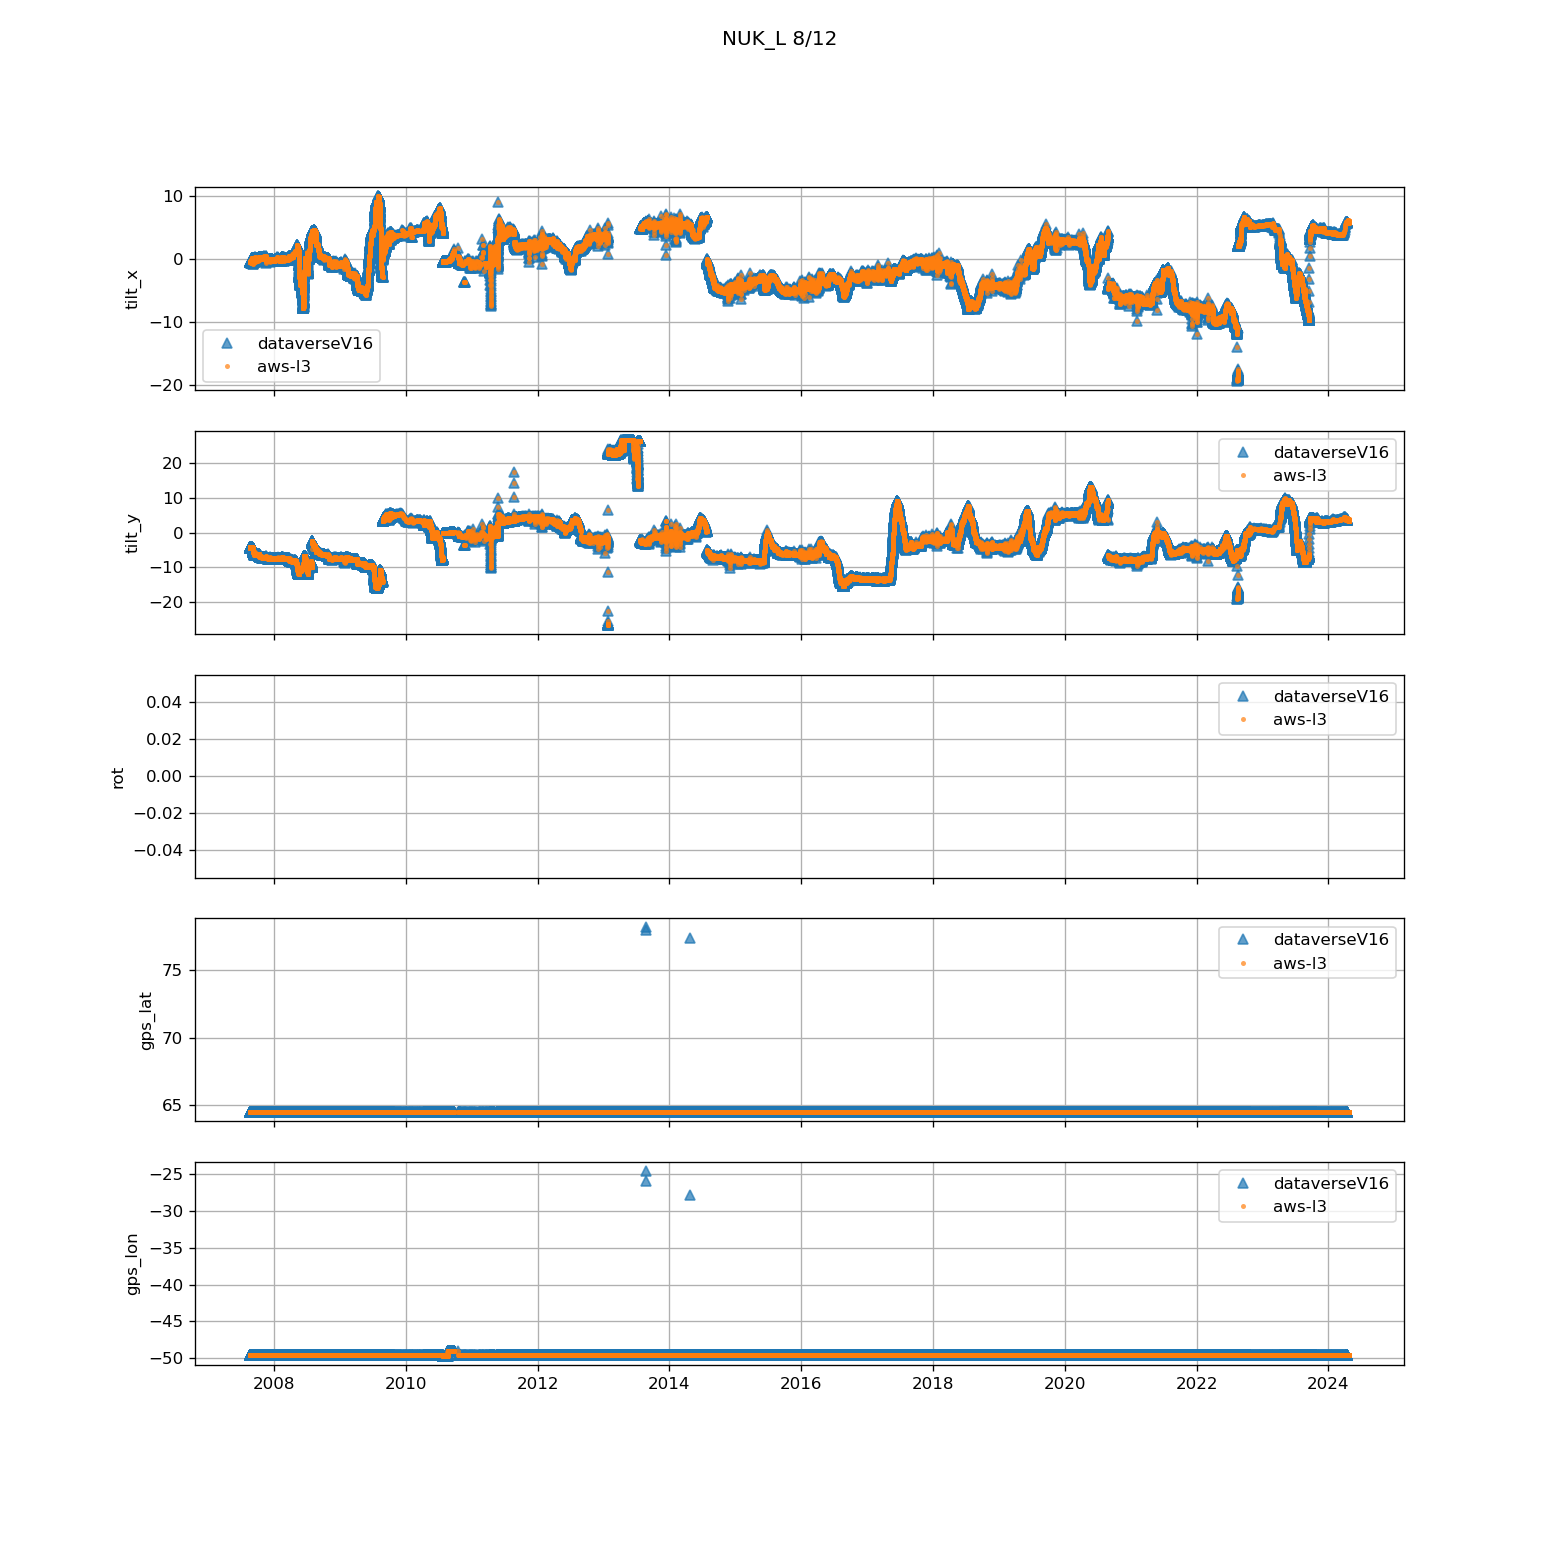 NUK_L 8/12
10
0
−10
−20
tilt_x
dataverseV16
aws-l3
20
10
0
−10
−20
tilt_y
dataverseV16
aws-l3
0.04
0.02
0.00
−0.02
−0.04
rot
dataverseV16
aws-l3
75
70
65
gps_lat
dataverseV16
aws-l3
−25
−30
−35
−40
−45
−50
gps_lon
dataverseV16
aws-l3
2008 2010 2012 2014 2016 2018 2020 2022 2024